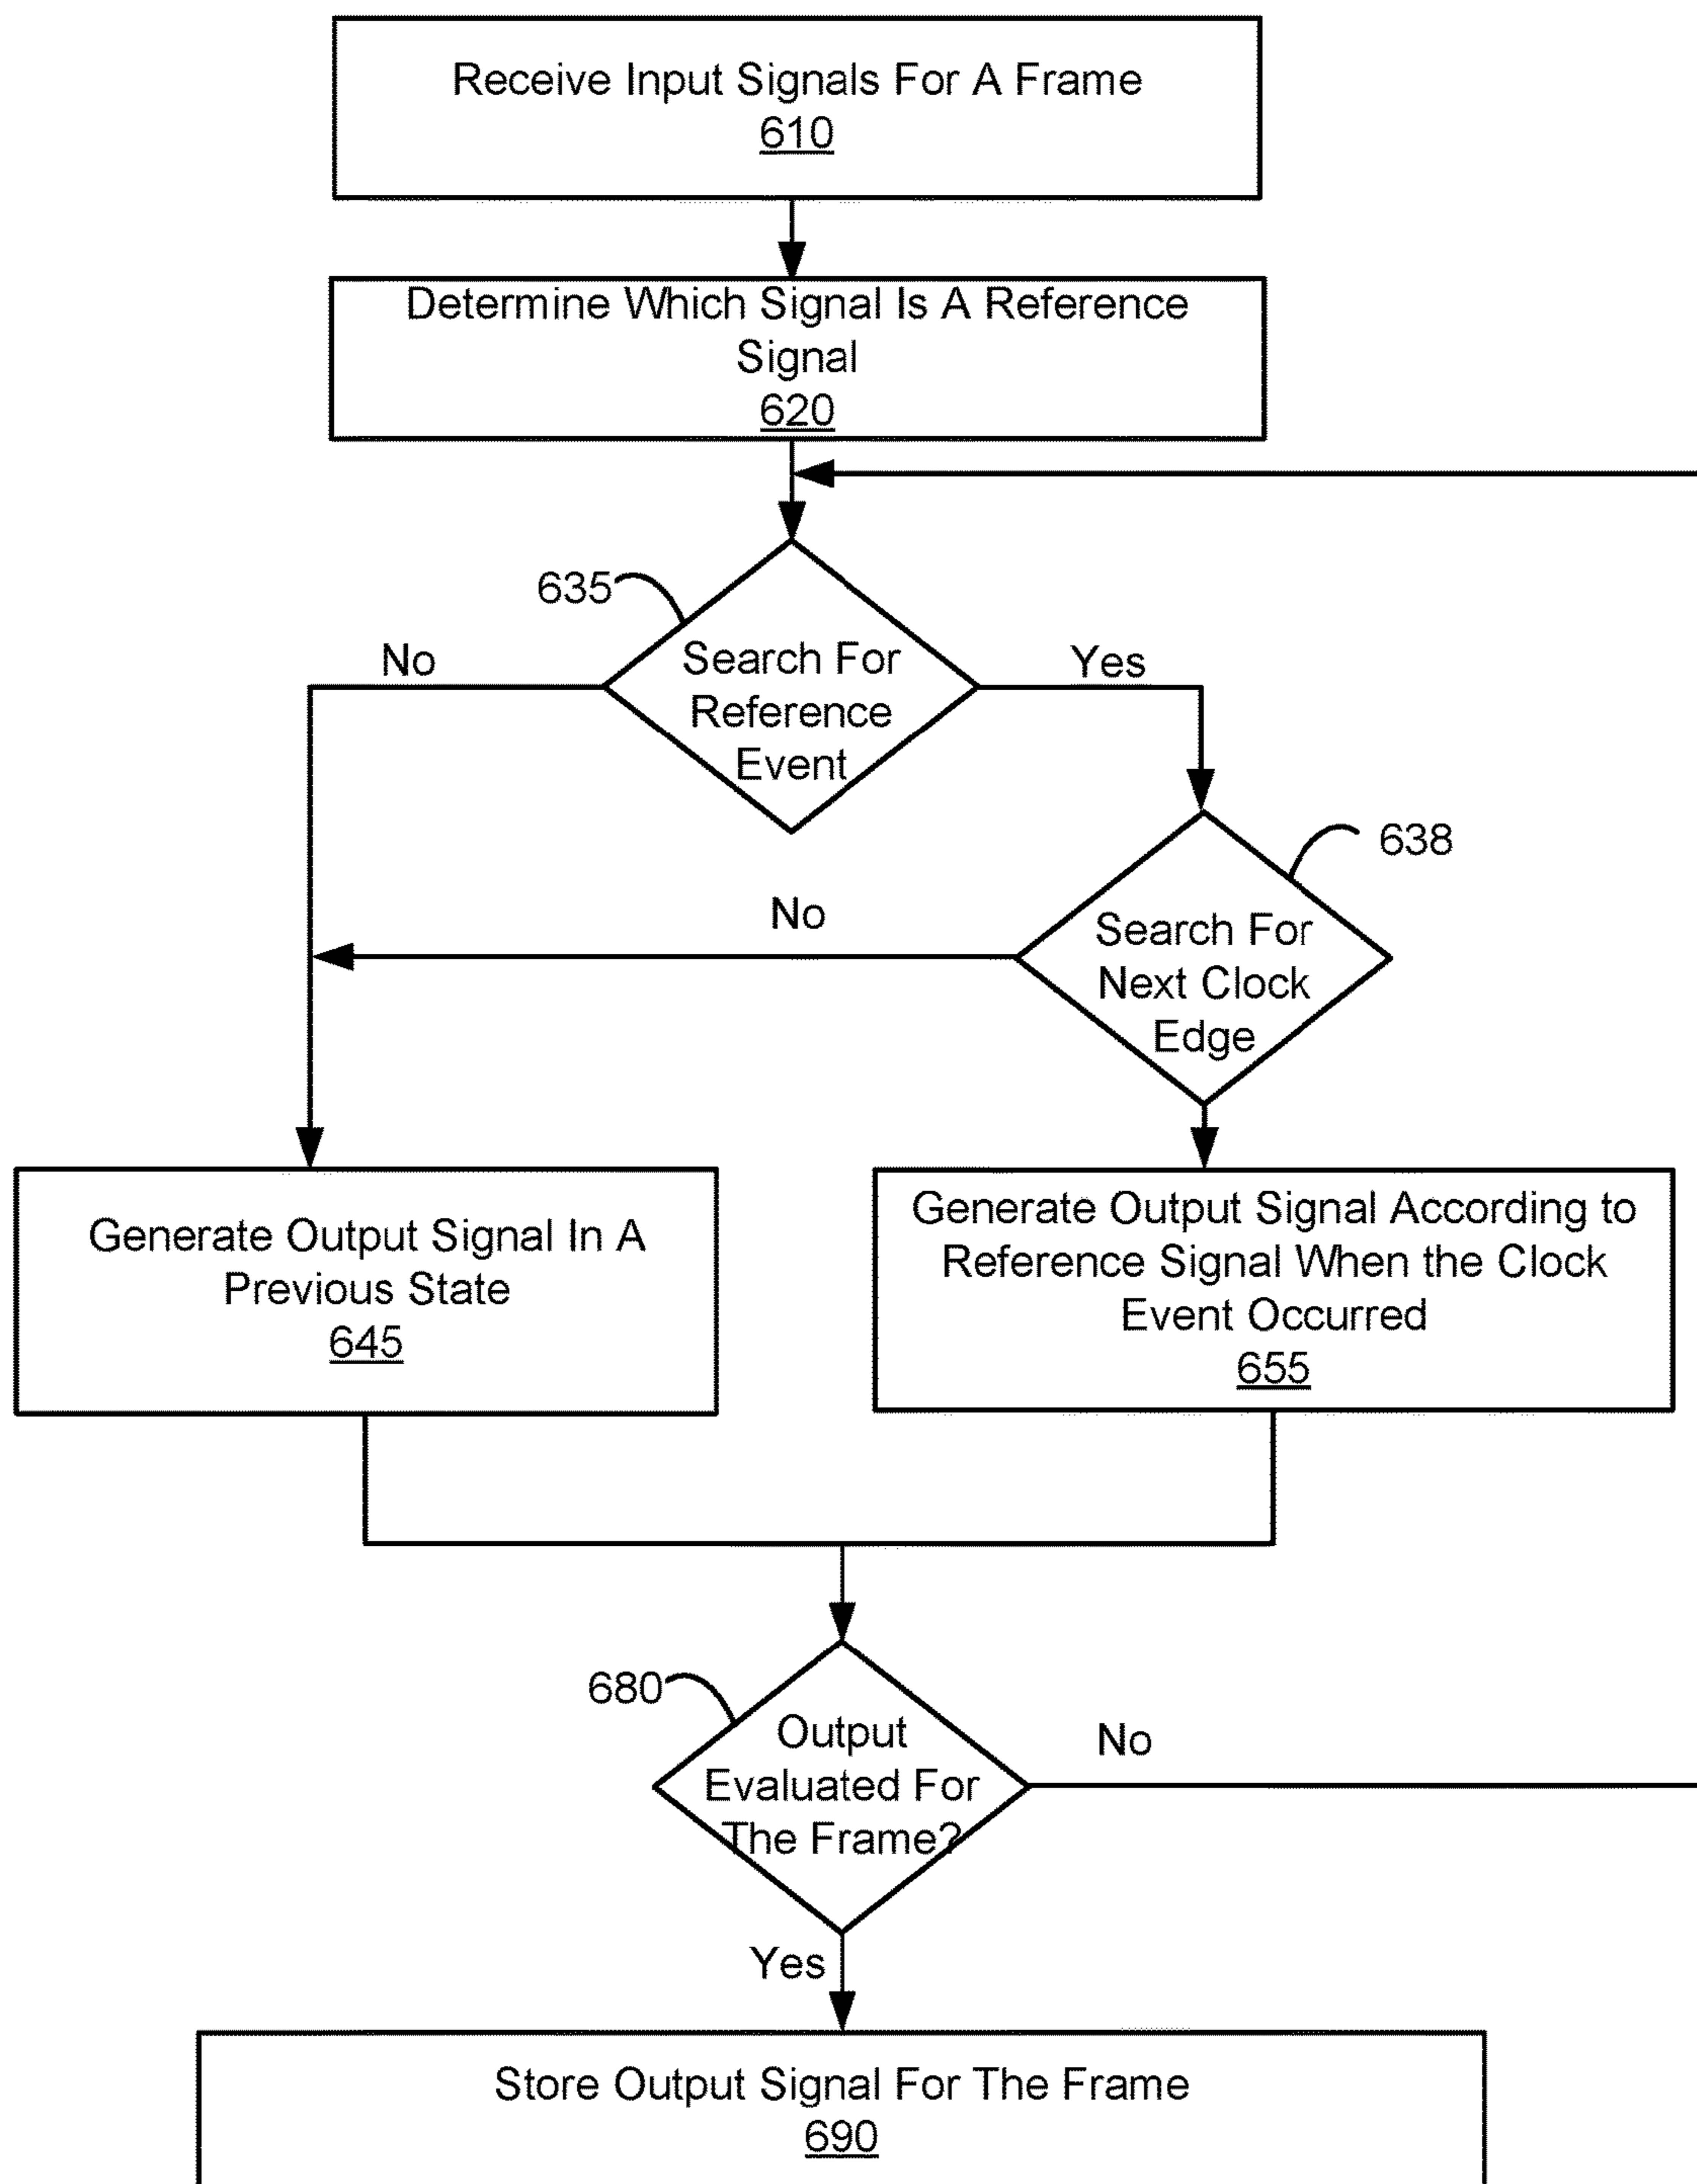 Receive Input Signals For A Frame
610
Determine Which Signal Is A Reference
Signal
620
635
Search For
Reference
Event
No
Yes
638
Search For
Next Clock
Edge
No
Generate Output Signal In A
Previous State
645
Generate Output Signal According to
Reference Signal When the Clock
Event Occurred
655
680
Output
Evaluated For
The Frame?
No
Yes
Store Output Signal For The Frame
690